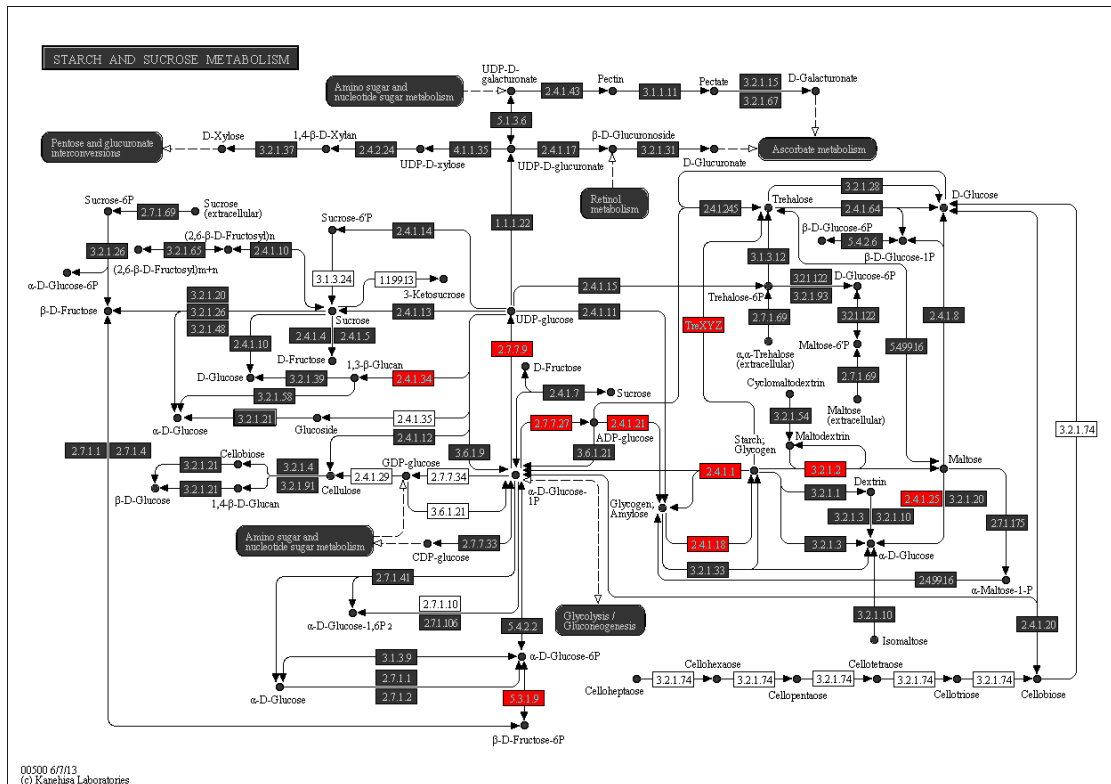 STARCH AND SUCROSE METABOLISM
Amino sugar and
nucleotide sugar metabolism
UDP-D-
galacturonate
2.4.1.43
Pectin
3.1.1.11
Pectate
3.2.1.15
3.2.1.67
D-Galacturonate
5.1.3.6
Pentose and glucuronate
interconversions
D-Xylose
3.2.1.37
1,4-β-D-Xylan
2.4.2.24
UDP-D-xylose
4.1.1.35
UDP-D-glucuronate
2.4.1.17
β-D-Glucuronoside
3.2.1.31
D-Glucuronate
Ascorbate metabolism
Retinol
metabolism
Sucrose-6P
2.7.1.69
Sucrose
(extracellular)
Sucrose-6'P
2.4.1.14
1.1.1.22
2.4.1.245
Trehalose
3.2.1.28
2.4.1.64
D-Glucose
β-D-Glucose-6P
5.4.2.6
β-D-Glucose-1P
3.2.1.26
(2,6-β-D-Fructosyl)n
3.2.1.65
2.4.1.10
(2,6-β-D-Fructosyl)m+n
α-D-Glucose-6P
3.1.3.24
1.1.99.13
3-Ketosucrose
3.1.3.12
3.2.1.122
3.2.1.93
D-Glucose-6P
2.4.1.15
Trehalose-6P
β-D-Fructose
3.2.1.20
3.2.1.26
3.2.1.48
Sucrose
2.4.1.13
UDP-glucose
2.4.1.11
TreXYZ
2.7.1.69
3.2.1.122
2.4.1.8
2.4.1.10
2.4.1.4
2.4.1.5
D-Fructose
2.7.7.9
α,α-Trehalose
(extracellular)
Maltose-6'P
5.4.99.16
D-Glucose
3.2.1.39
1,3-β-Glucan
2.4.1.34
D-Fructose
2.4.1.7
Sucrose
2.7.1.69
Cyclomaltodextrin
Maltose
(extracellular)
3.2.1.58
α-D-Glucose
3.2.1.21
Glucoside
2.4.1.35
2.4.1.12
2.7.7.27
2.4.1.21
ADP-glucose
3.2.1.54
Maltodextrin
3.2.1.74
2.7.1.1
2.7.1.4
3.6.1.9
3.6.1.21
Starch;
Glycogen
Cellobiose
3.2.1.21
3.2.1.4
3.2.1.91
Cellulose
2.4.1.29
GDP-glucose
2.7.7.34
α-D-Glucose-
1P
2.4.1.1
3.2.1.2
Maltose
β-D-Glucose
3.2.1.21
1,4-β-D-Glucan
3.6.1.21
Glycogen;
Amylose
3.2.1.1
Dextrin
2.4.1.25
3.2.1.20
3.2.1.3
3.2.1.10
2.7.1.175
Amino sugar and
nucleotide sugar metabolism
2.7.7.33
CDP-glucose
2.4.1.18
3.2.1.3
α-D-Glucose
3.2.1.33
2.4.99.16
α-Maltose-1-P
2.7.1.41
2.7.1.10
2.7.1.106
α-D-Glucose-1,6P2
5.4.2.2
Glycolysis /
Gluconeogenesis
3.2.1.10
Isomaltose
2.4.1.20
3.1.3.9
α-D-Glucose-6P
2.7.1.1
2.7.1.2
α-D-Glucose
5.3.1.9
β-D-Fructose-6P
Celloheptaose
3.2.1.74
Cellohexaose
3.2.1.74
Cellopentaose
3.2.1.74
Cellotetraose
3.2.1.74
Cellotriose
3.2.1.74
Cellobiose
00500 6/7/13
(c) Kanehisa Laboratories